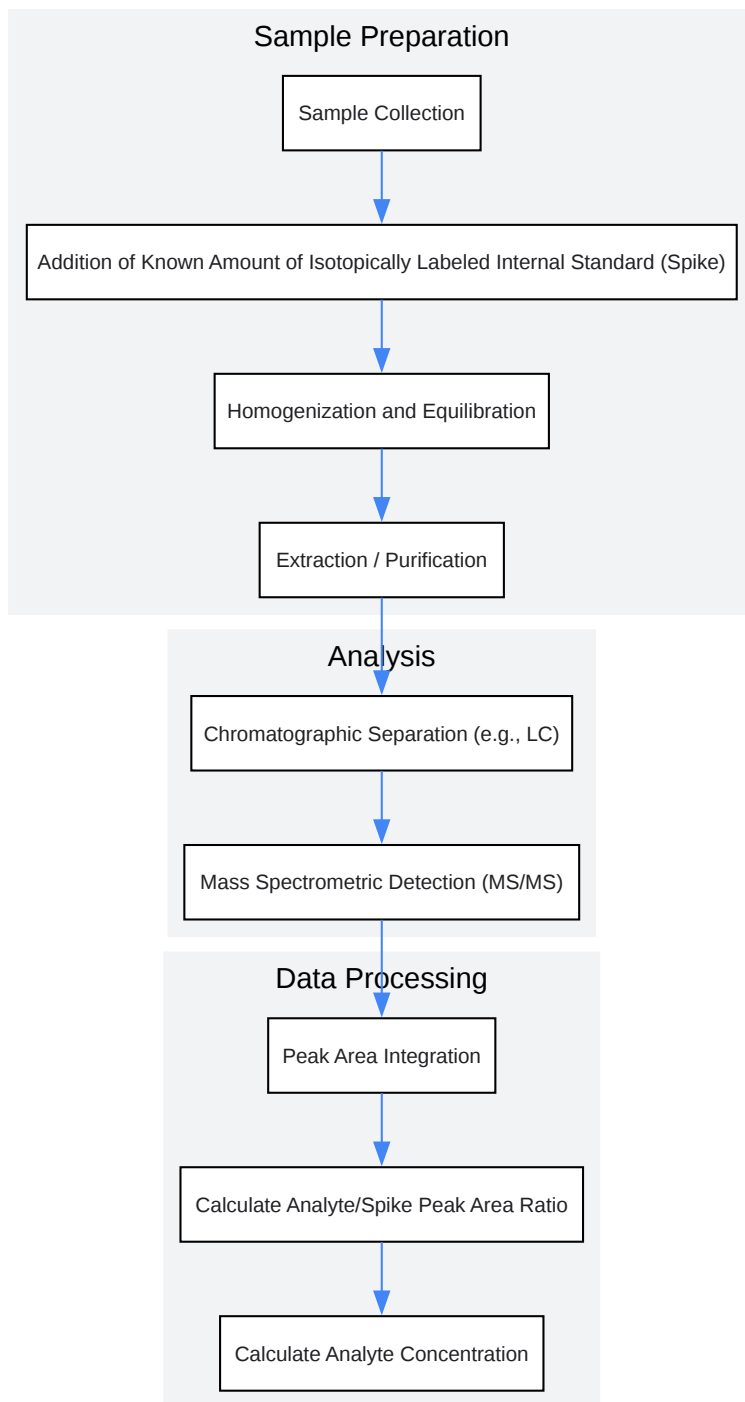 Sample Preparation
Sample Collection
Addition of Known Amount of Isotopically Labeled Internal Standard (Spike)
Homogenization and Equilibration
Extraction / Purification
Analysis
Chromatographic Separation (e.g., LC)
Mass Spectrometric Detection (MS/MS)
Data Processing
Peak Area Integration
Calculate Analyte/Spike Peak Area Ratio
Calculate Analyte Concentration